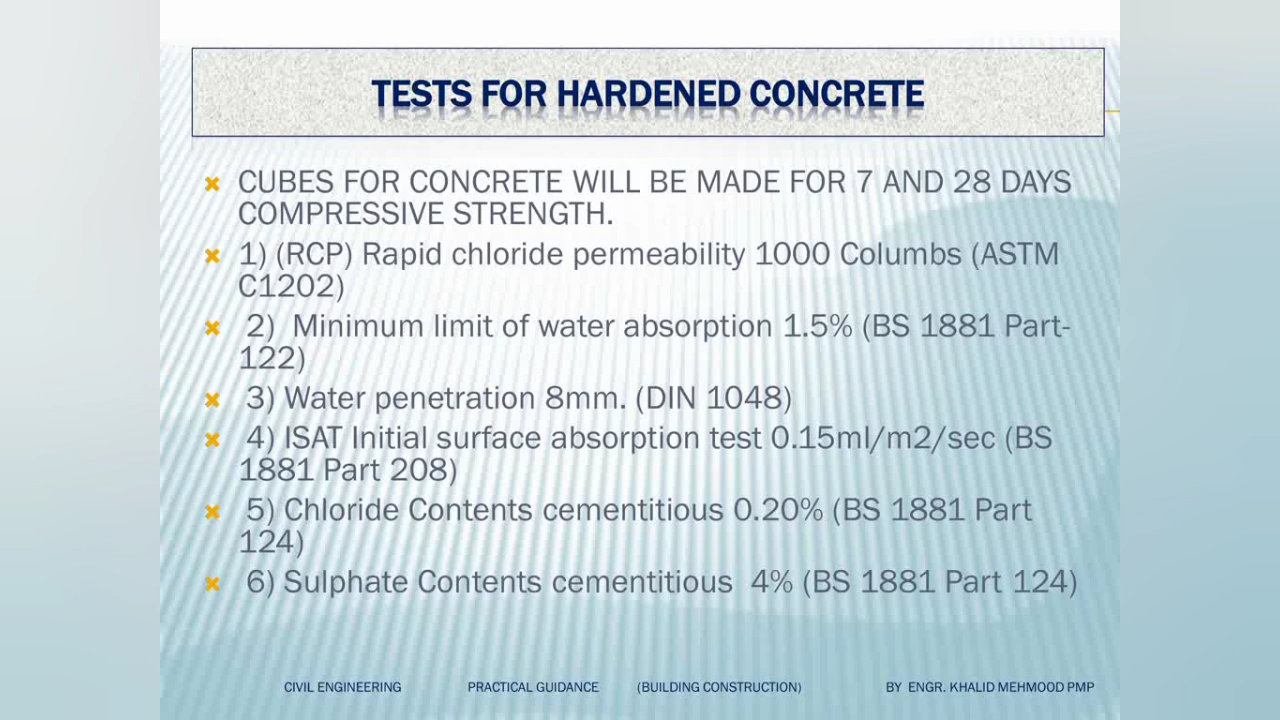 TESTS FOR HARDENED CONCRETE
CUBES FOR CONCRETE WILL BE MADE FOR 7 AND 28 DAYS
COMPRESSIVE STRENGTH.
1) (RCP) Rapid chloride permeability 1000 Columbs (ASTM
C1202)
2) Minimum limit of water absorption 1.5% (BS 1881 Part-
122)
3) Water penetration 8mm. (DIN 1048)
4) ISAT Initial surface absorption test 0.15ml/m2/sec (BS
1881 Part 208)
5) Chloride Contents cementitious 0.20% (BS 1881 Part
124)
6) Sulphate Contents cementitious 4% (BS 1881 Part 124)
CIVIL ENGINEERING PRACTICAL GUIDANCE (BUILDING CONSTRUCTION) BY ENGR. KHALID MEHMOOD PMP